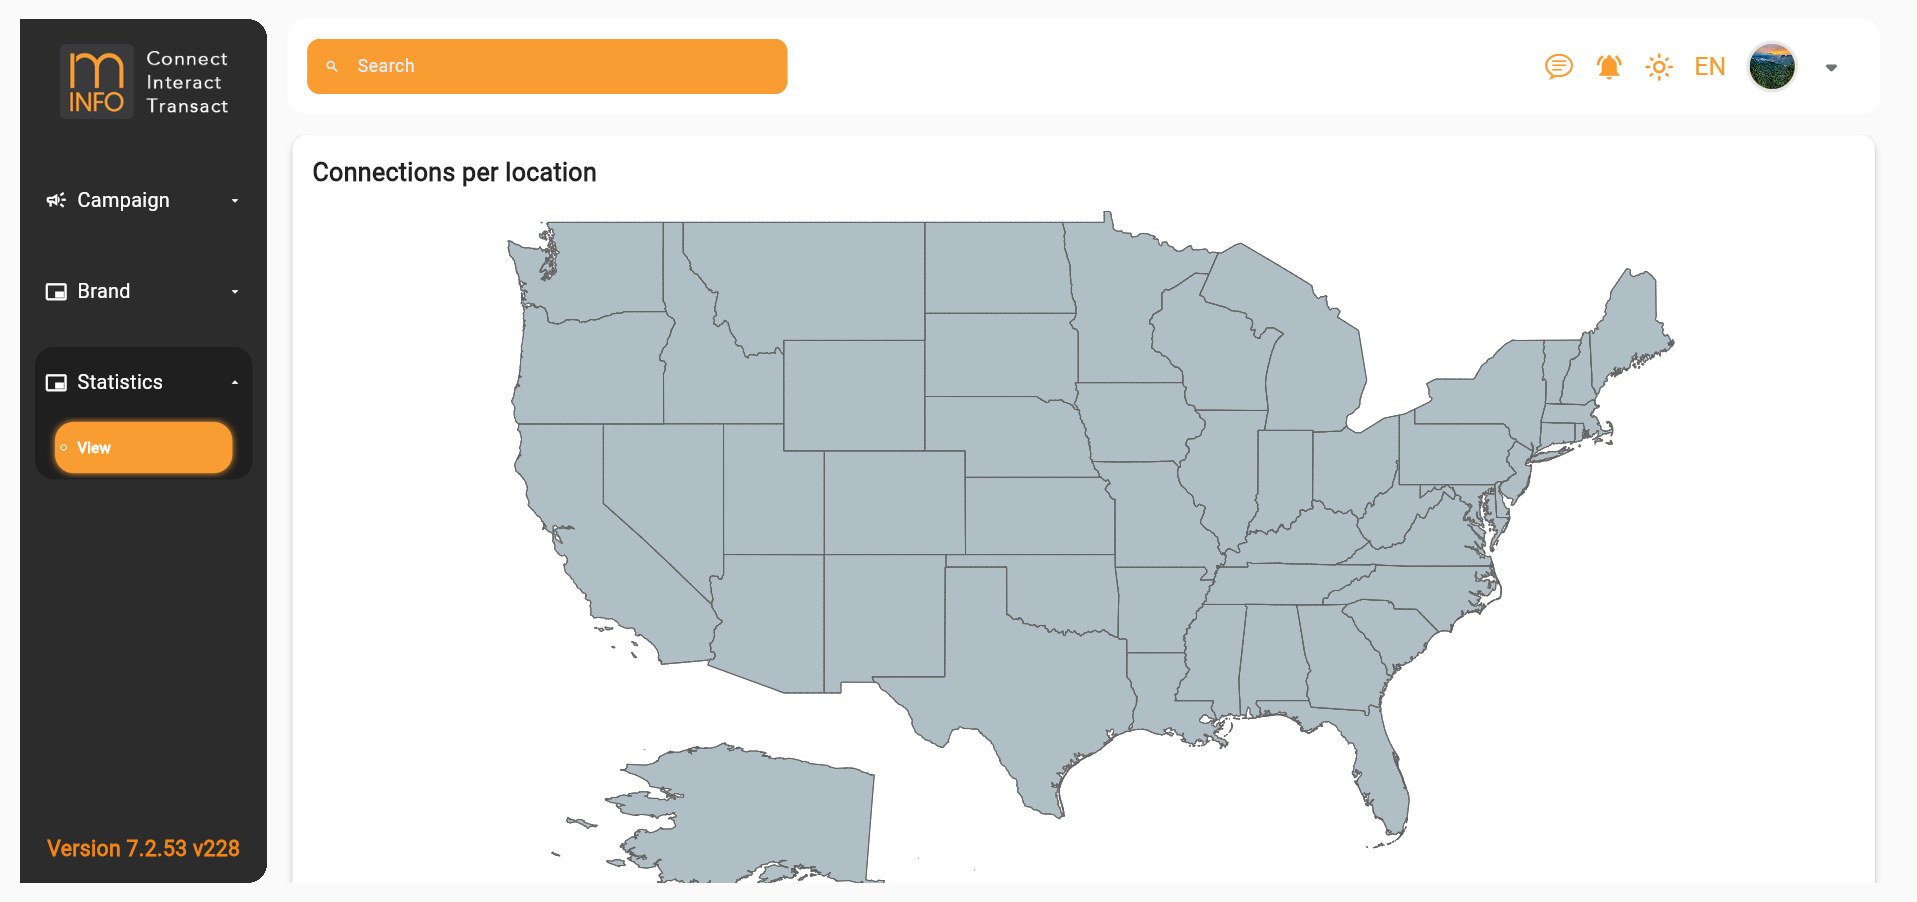 m
INFO
Connect
Interact
Transact
Search
EN
Campaign
Brand
Statistics
View
Version 7.2.53 v228
Connections per location